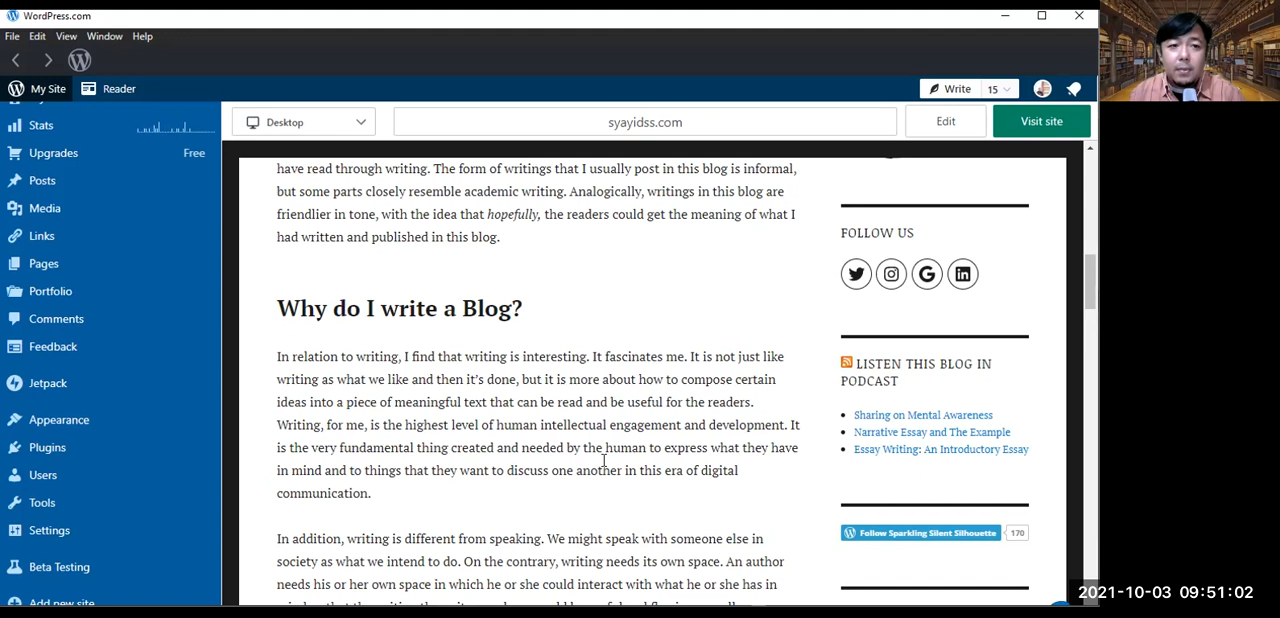 WordPress.com
File Edit View Window Help
My Site Reader Write 15
Stats
Upgrades Free
Posts
Media
Links
Pages
Portfolio
Comments
Feedback
Jetpack
Appearance
Plugins
Users
Tools
Settings
Beta Testing
Add new site
Desktop syayidss.com Edit Visit site
have read through writing. The form of writings that I usually post in this blog is informal,
but some parts closely resemble academic writing. Analogically, writings in this blog are
friendlier in tone, with the idea that hopefully, the readers could get the meaning of what I
had written and published in this blog.
Why do I write a Blog?
In relation to writing, I find that writing is interesting. It fascinates me. It is not just like
writing as what we like and then it's done, but it is more about how to compose certain
ideas into a piece of meaningful text that can be read and be useful for the readers.
Writing, for me, is the highest level of human intellectual engagement and development. It
is the very fundamental thing created and needed by the human to express what they have
in mind and to things that they want to discuss one another in this era of digital
communication.
In addition, writing is different from speaking. We might speak with someone else in
society as what we intend to do. On the contrary, writing needs its own space. An author
needs his or her own space in which he or she could interact with what he or she has in
FOLLOW US
LISTEN THIS BLOG IN
PODCAST
Sharing on Mental Awareness
Narrative Essay and The Example
Essay Writing: An Introductory Essay
Follow Sparkling Silent Silhouette 170
2021-10-03 09:51:02